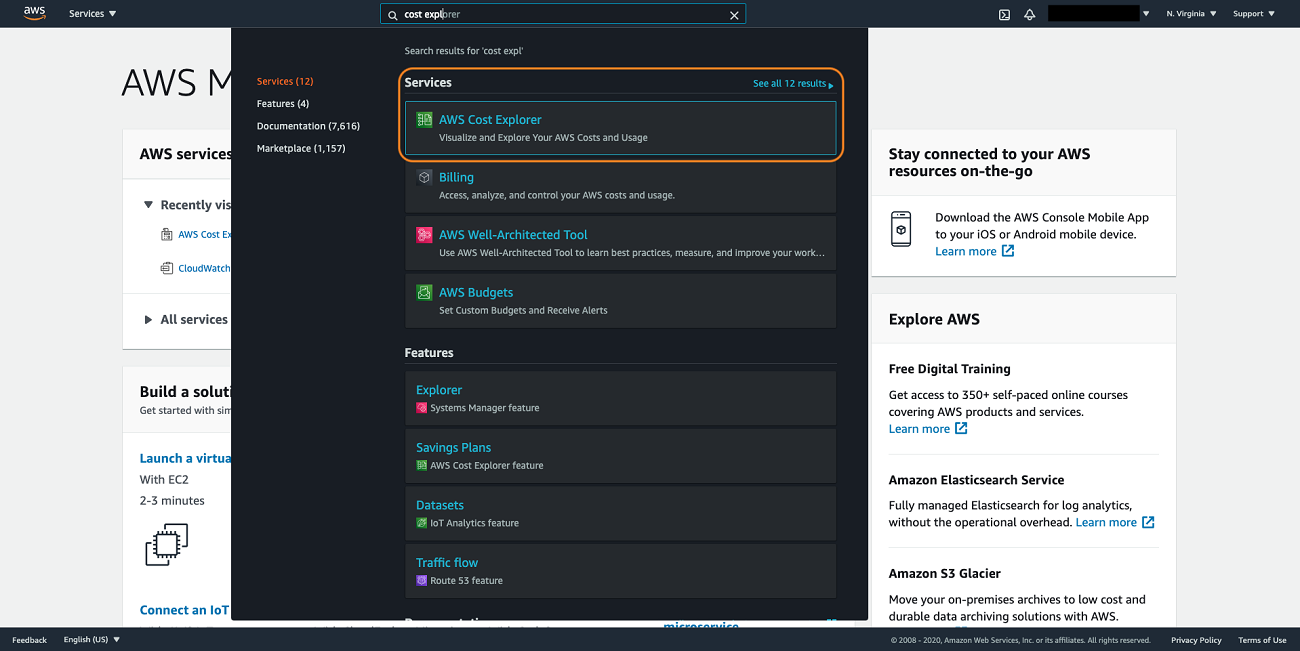 aws
Services
cost explorer
N. Virginia
Support
AWS M
Search results for 'cost expl'
Services (12)
Features (4)
Documentation (7,616)
Marketplace (1,157)
Services
See all 12 results
AWS Cost Explorer
Visualize and Explore Your AWS Costs and Usage
Billing
Access, analyze, and control your AWS costs and usage.
AWS Well-Architected Tool
Use AWS Well-Architected Tool to learn best practices, measure, and improve your work…
AWS Budgets
Set Custom Budgets and Receive Alerts
Features
Explorer
Systems Manager feature
Savings Plans
AWS Cost Explorer feature
Datasets
IoT Analytics feature
Traffic flow
Route 53 feature
AWS services
Recently vis
AWS Cost Ex
CloudWatch
All services
Build a soluti
Get started with sim
Launch a virtua
With EC2
2-3 minutes
Connect an IoT
Stay connected to your AWS
resources on-the-go
Download the AWS Console Mobile App
to your iOS or Android mobile device.
Learn more
Explore AWS
Free Digital Training
Get access to 350+ self-paced online courses
covering AWS products and services.
Learn more
Amazon Elasticsearch Service
Fully managed Elasticsearch for log analytics,
without the operational overhead. Learn more
Amazon S3 Glacier
Move your on-premises archives to low cost and
durable data archiving solutions with AWS.
Feedback
English (US)
© 2008 - 2020, Amazon Web Services, Inc. or its affiliates. All rights reserved.
Privacy Policy
Terms of Use